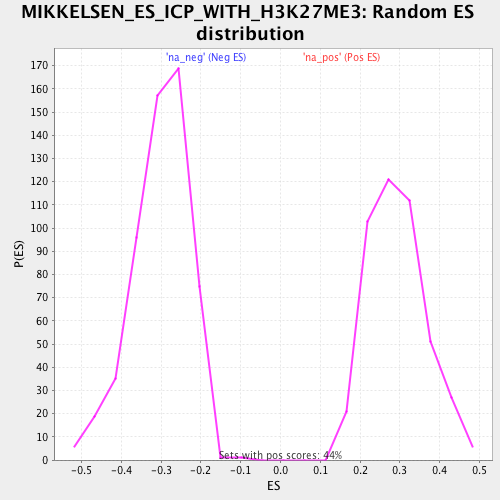 MIKKELSEN_ES_ICP_WITH_H3K27ME3: Random ES
distribution
'na_neg' (Neg ES) 'na_pos' (Pos ES)
170
160
150
140
130
120
110
100
90
80
70
60
50
40
30
20
10
0
P(ES)
Sets with pos scores: 44%
-0.5 -0.4 -0.3 -0.2 -0.1 0.0 0.1 0.2 0.3 0.4 0.5
ES